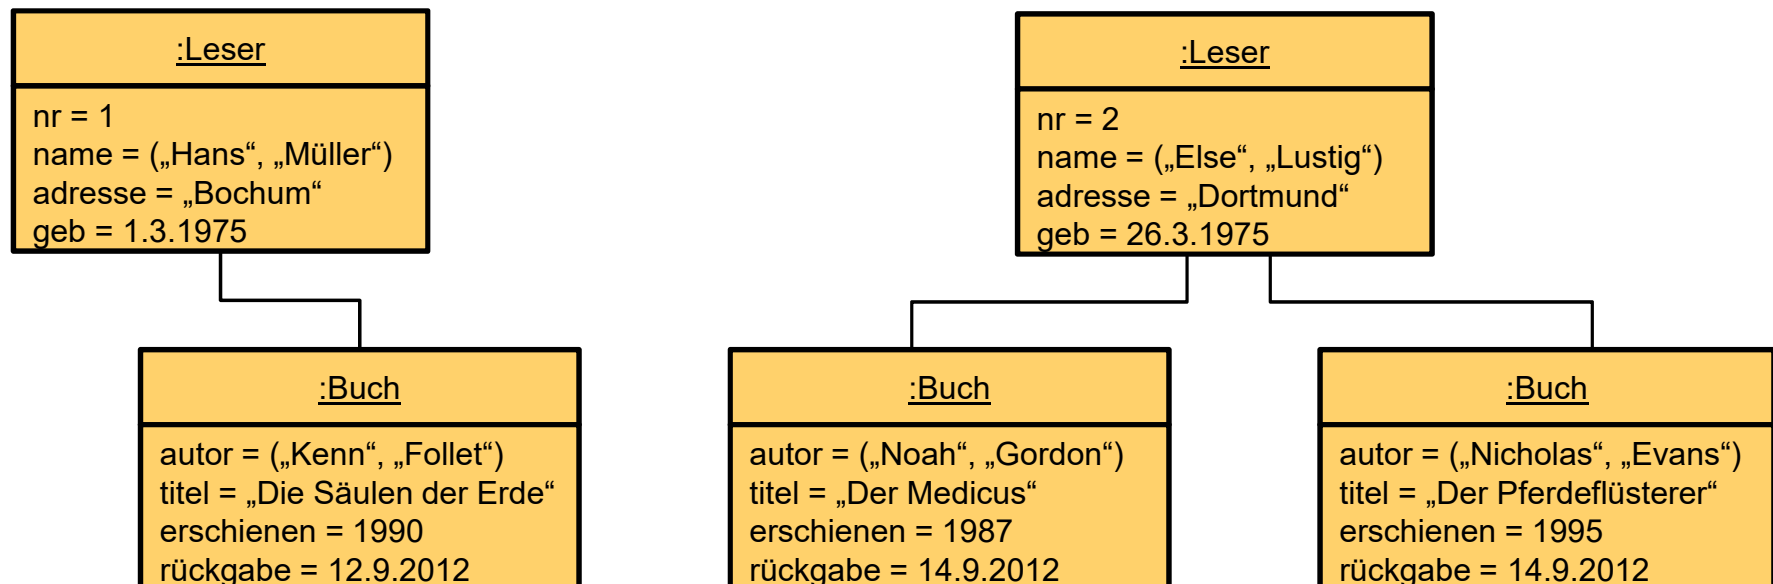 :Leser
nr = 1
name = („Hans“, „Müller“)
adresse = „Bochum“
geb = 1.3.1975
:Leser
nr = 2
name = („Else“, „Lustig“)
adresse = „Dortmund“
geb = 26.3.1975
:Buch
autor = („Kenn“, „Follet“)
titel = „Die Säulen der Erde“
erschienen = 1990
rückgabe = 12.9.2012
:Buch
autor = („Noah“, „Gordon“)
titel = „Der Medicus“
erschienen = 1987
rückgabe = 14.9.2012
:Buch
autor = („Nicholas“, „Evans“)
titel = „Der Pferdeflüsterer“
erschienen = 1995
rückgabe = 14.9.2012